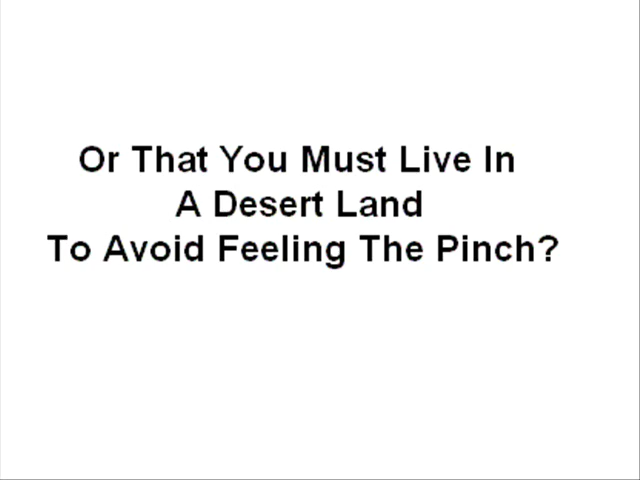 Or That You Must Live In
A Desert Land
To Avoid Feeling The Pinch?